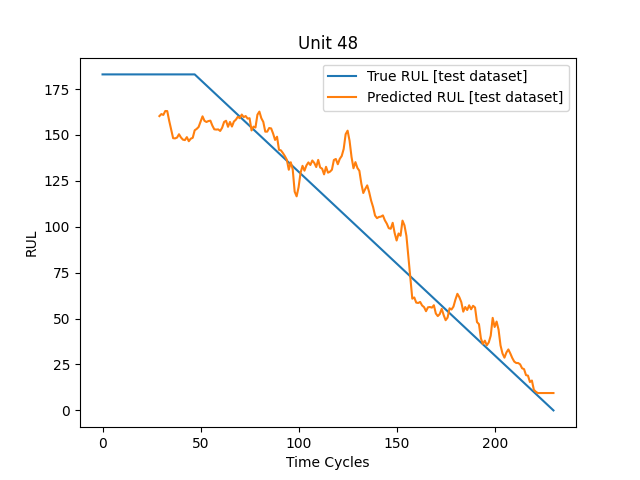 Unit 48
True RUL [test dataset]
Predicted RUL [test dataset]
175
150
125
100
75
50
25
0
RUL
0 50 100 150 200
Time Cycles